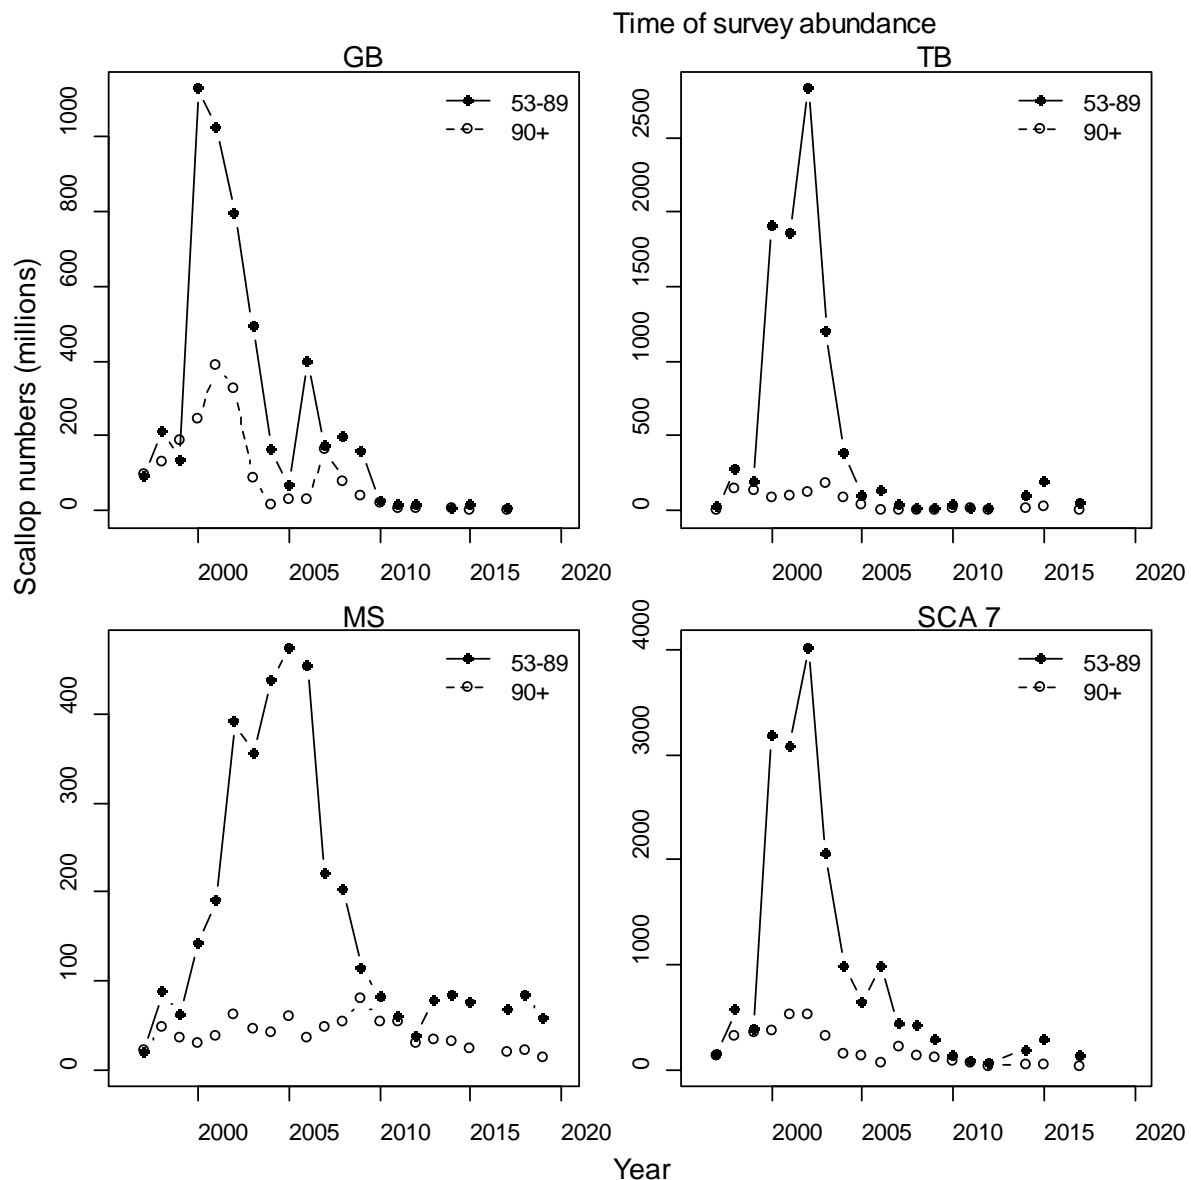 Time of survey abundance
GB
53-89
90+
0 200 400 600 800 1000
2000 2005 2010 2015 2020
TB
53-89
90+
0 500 1000 1500 2000 2500
2000 2005 2010 2015 2020
Scallop numbers (millions)
MS
53-89
90+
0 100 200 300 400
2000 2005 2010 2015 2020
SCA 7
53-89
90+
0 1000 2000 3000 4000
2000 2005 2010 2015 2020
Year